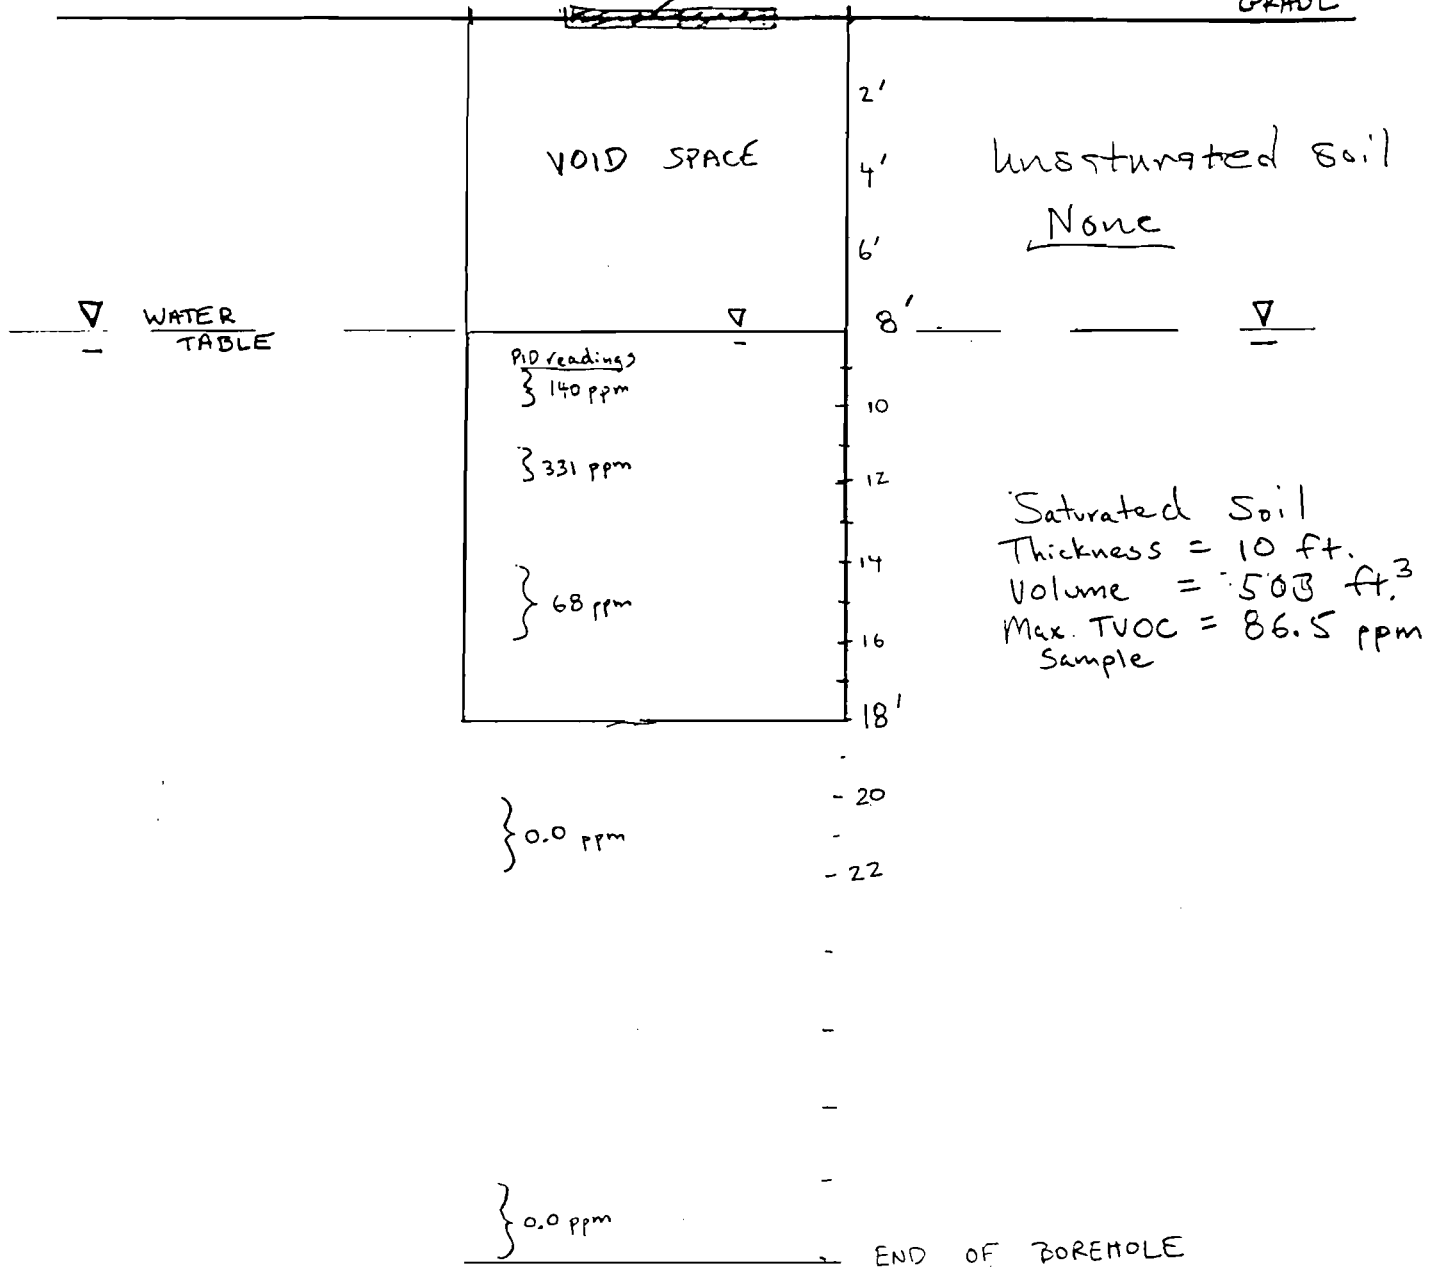 GRADE
2'
VOID SPACE
4'
Unsaturated soil
None
6'
WATER
TABLE
8'
PID readings
140 ppm
10
331 ppm
12
Saturated Soil
Thickness = 10 ft.
Volume = 503 ft.³
Max. TVOC = 86.5 ppm
Sample
14
68 ppm
16
18'
20
0.0 ppm
22
0.0 ppm
END OF BOREHOLE